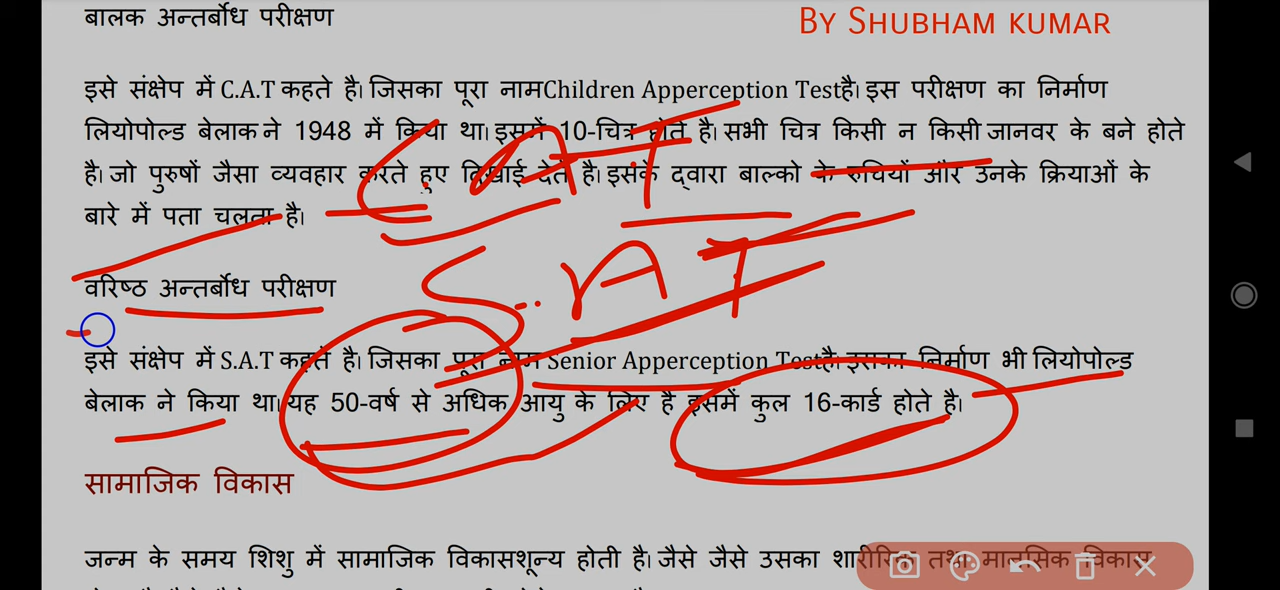 बालक अन्तर्बोध परीक्षण
BY SHUBHAM KUMAR
इसे संक्षेप में C.A.T कहते है। जिसका पूरा नामChildren Apperception Testहै। इस परीक्षण का निर्माण
लियोपोल्ड बेलाक ने 1948 में किया था। इसमें 10-चित्र होते है। सभी चित्र किसी न किसी जानवर के बने होते
है। जो पुरुषों जैसा व्यवहार करते हुए दिखाई देते है। इसके द्वारा बाल्को के रुचियों और उनके क्रियाओं के
बारे में पता चलता है।
C.A.T
S.A.T
वरिष्ठ अन्तर्बोध परीक्षण
इसे संक्षेप में S.A.T कहते है। जिसका पूरा नाम Senior Apperception Testहै। इसका निर्माण भी लियोपोल्ड
बेलाक ने किया था। यह 50-वर्ष से अधिक आयु के लिए है इसमें कुल 16-कार्ड होते है।
सामाजिक विकास
जन्म के समय शिशु में सामाजिक विकासशून्य होती है। जैसे जैसे उसका शारीरिक तथा मानसिक विकास